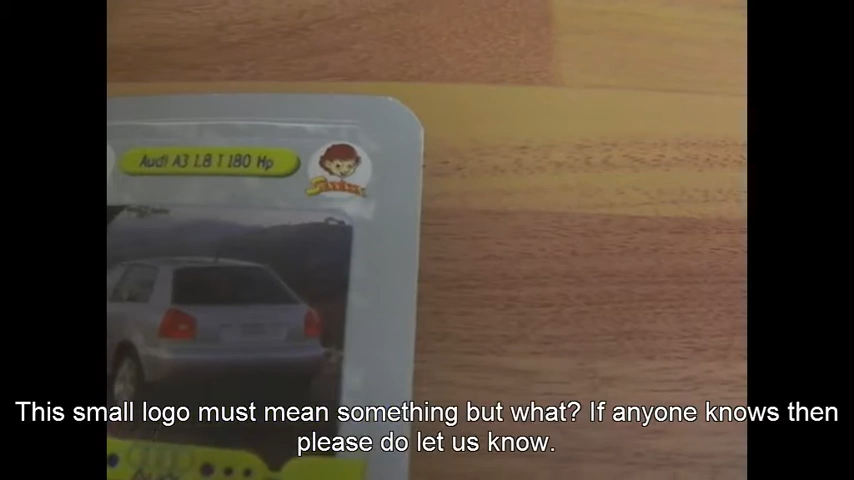 Audi A3 1.8 T 180 Hp
This small logo must mean something but what? If anyone knows then
please do let us know.